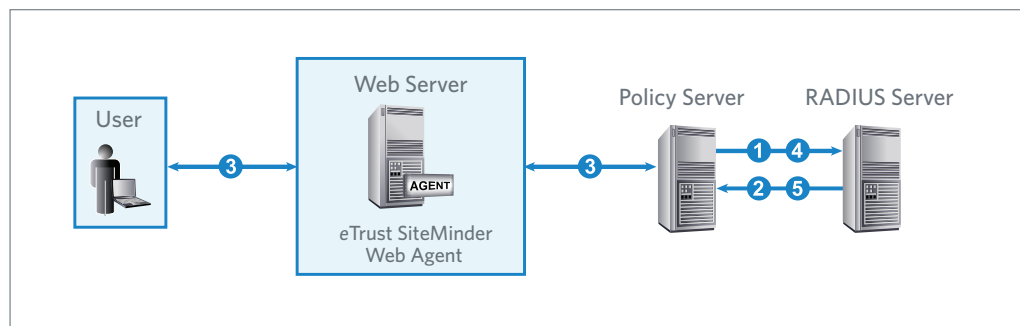 User
3
Web Server
AGENT
eTrust SiteMinder
Web Agent
3
Policy Server
RADIUS Server
1 4
2 5